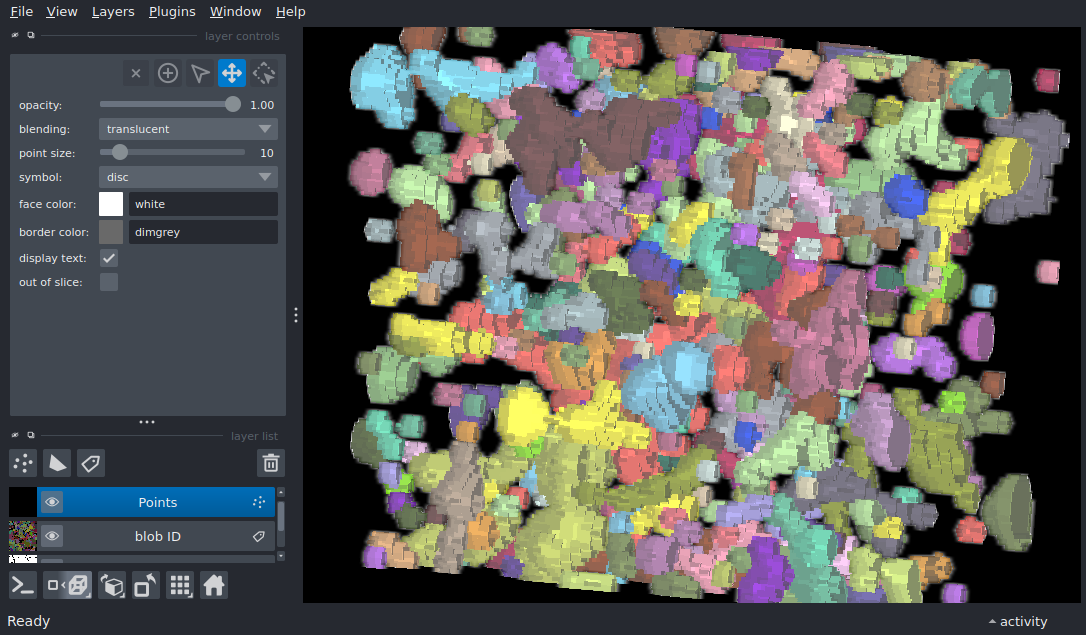 File View Layers Plugins Window Help
layer controls
opacity: 1.00
blending: translucent
point size: 10
symbol: disc
face color: white
border color: dimgrey
display text:
out of slice:
layer list
Points
blob ID
Ready
activity